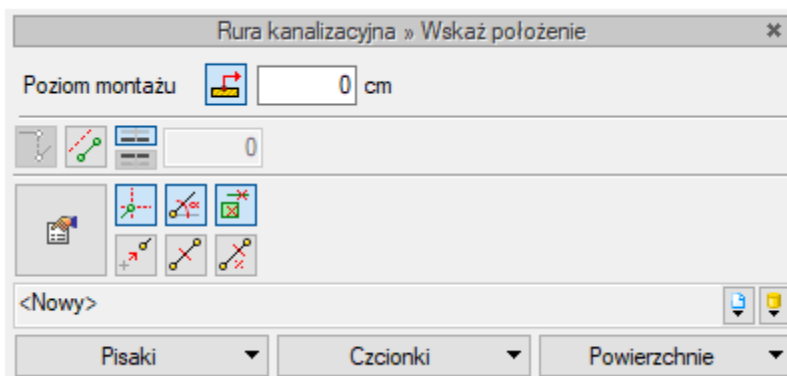 Rura kanalizacyjna » Wskaż położenie
Poziom montażu 0 cm
0
<Nowy>
Pisaki Czcionki Powierzchnie